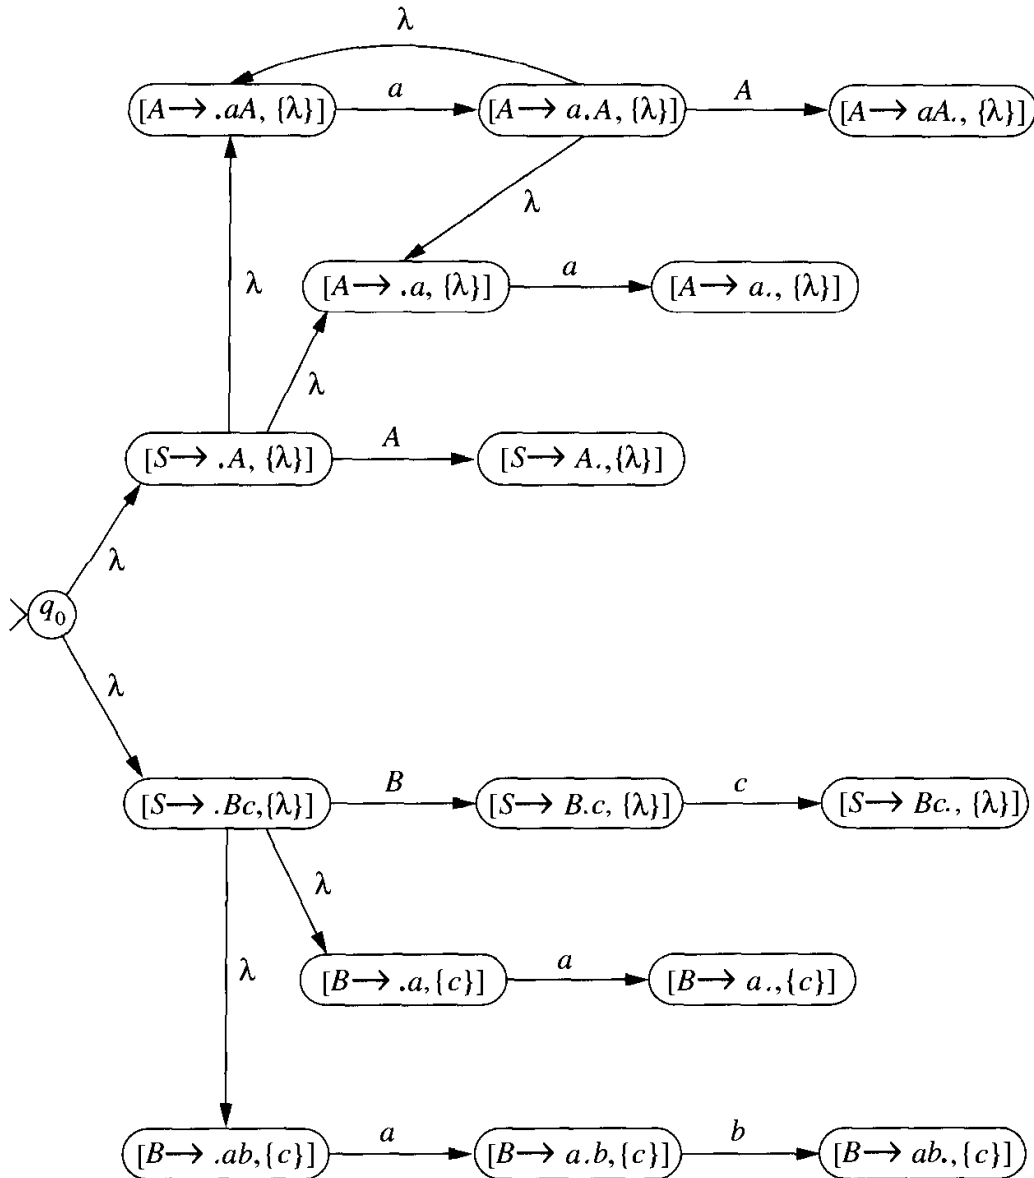 λ
[A → .aA, {λ}] a [A → a.A, {λ}] A [A → aA., {λ}]
λ
λ [A → .a, {λ}] a [A → a., {λ}]
λ
[S → .A, {λ}] A [S → A.,{λ}]
λ
q0
λ
[S → .Bc,{λ}] B [S → B.c, {λ}] c [S → Bc., {λ}]
λ
λ [B → .a,{c}] a [B → a.,{c}]
[B → .ab,{c}] a [B → a.b,{c}] b [B → ab.,{c}]